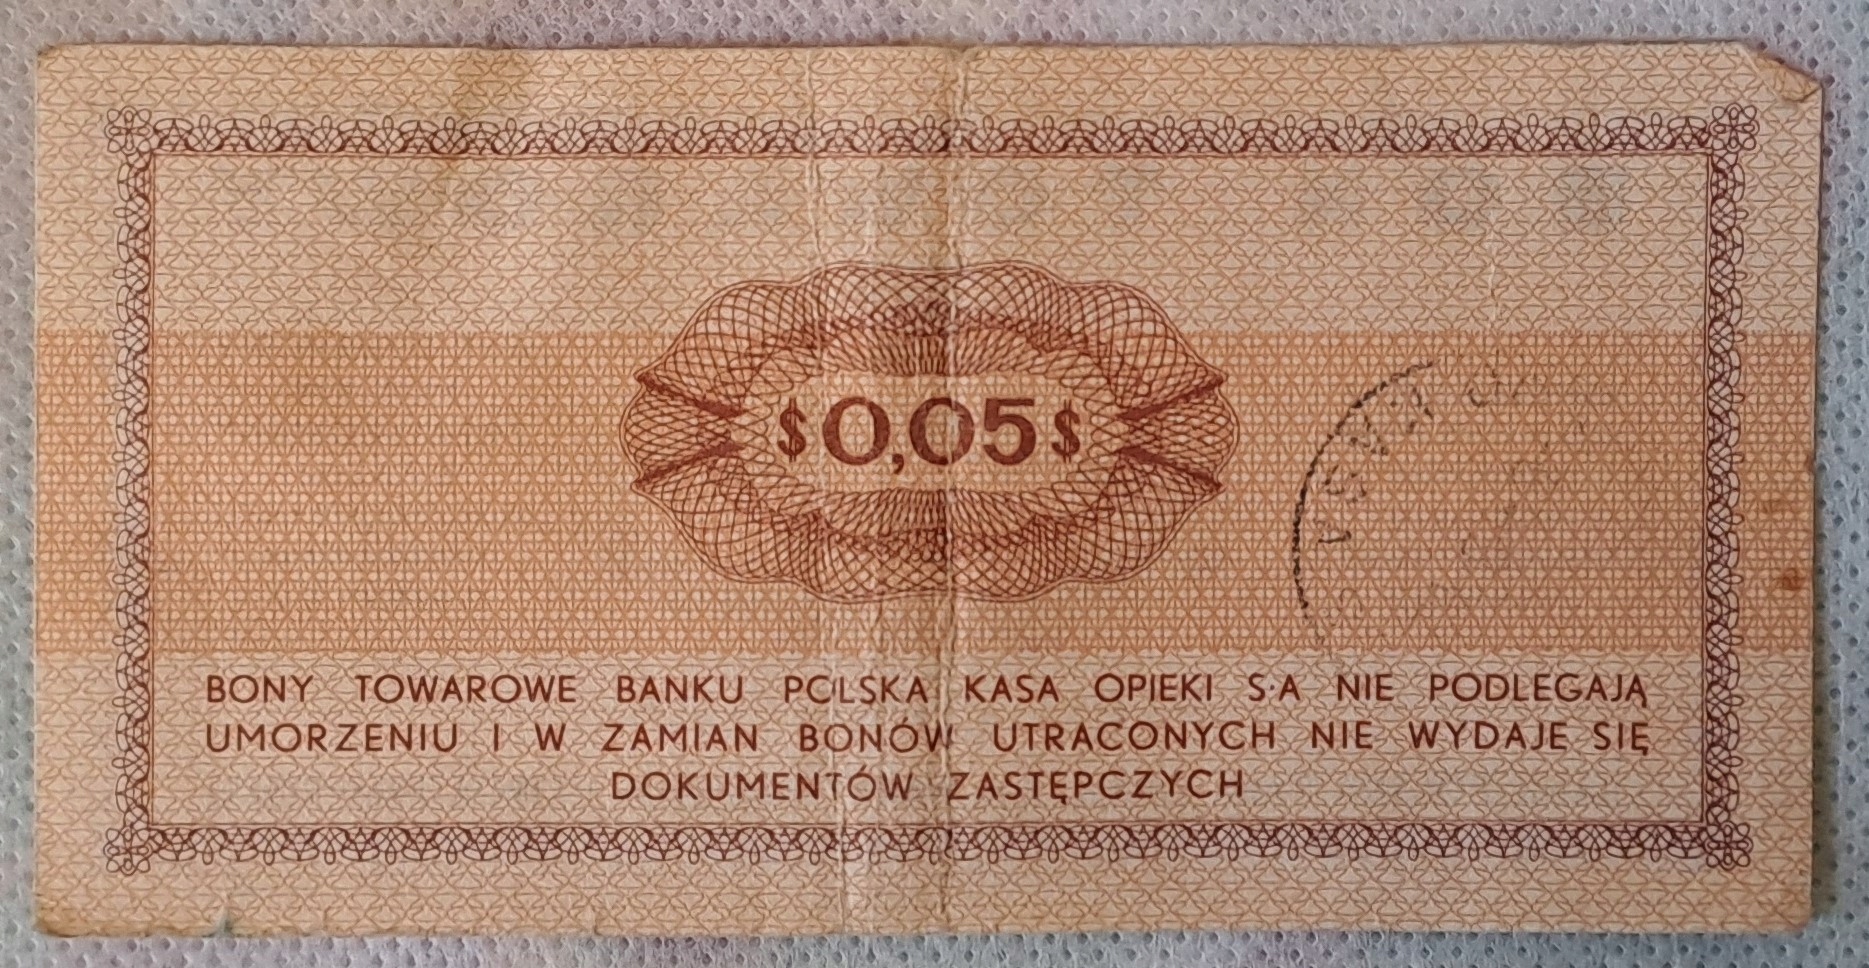 $0,05$
BONY TOWAROWE BANKU POLSKA KASA OPIEKI S·A NIE PODLEGAJĄ
UMORZENIU I W ZAMIAN BONÓW UTRACONYCH NIE WYDAJE SIĘ
DOKUMENTÓW ZASTĘPCZYCH